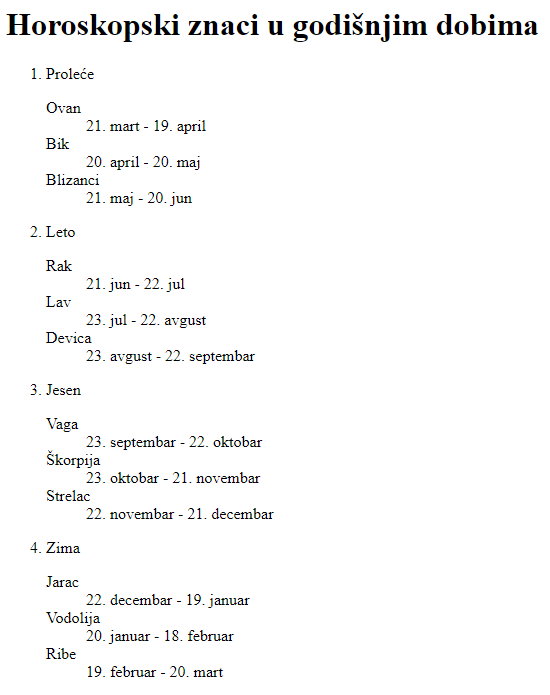 Horoskopski znaci u godišnjim dobima
1. Proleće
Ovan
21. mart - 19. april
Bik
20. april - 20. maj
Blizanci
21. maj - 20. jun
2. Leto
Rak
21. jun - 22. jul
Lav
23. jul - 22. avgust
Devica
23. avgust - 22. septembar
3. Jesen
Vaga
23. septembar - 22. oktobar
Škorpija
23. oktobar - 21. novembar
Strelac
22. novembar - 21. decembar
4. Zima
Jarac
22. decembar - 19. januar
Vodolija
20. januar - 18. februar
Ribe
19. februar - 20. mart